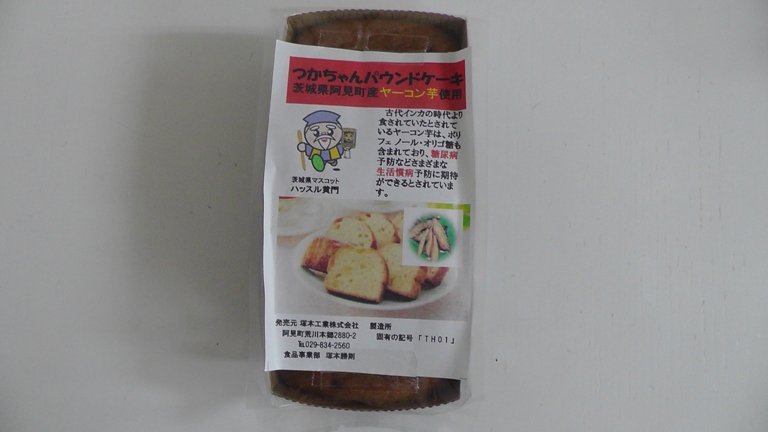 つかちゃんパウンドケーキ
茨城県阿見町産ヤーコン芋使用
古代インカの時代より
食されていたとされて
いるヤーコン芋は、ポリ
フェノール・オリゴ糖も
含まれており、糖尿病
予防などさまざまな
生活慣病予防に期待
ができるとされていま
す。
茨城県マスコット
ハッスル黄門
発売元 塚本工業株式会社
阿見町荒川本郷2880-2
℡029-834-2560
食品事業部 塚本勝則
製造所
固有の記号 「TH01」